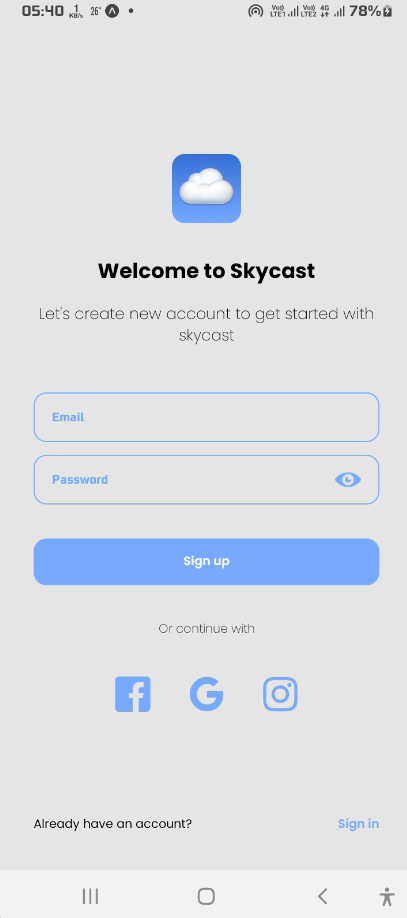 05:40 1 KB/s 26°
Vo)) LTE1 Vo)) LTE2 4G 78%
Welcome to Skycast
Let's create new account to get started with
skycast
Email
Password
Sign up
Or continue with
Already have an account? Sign in